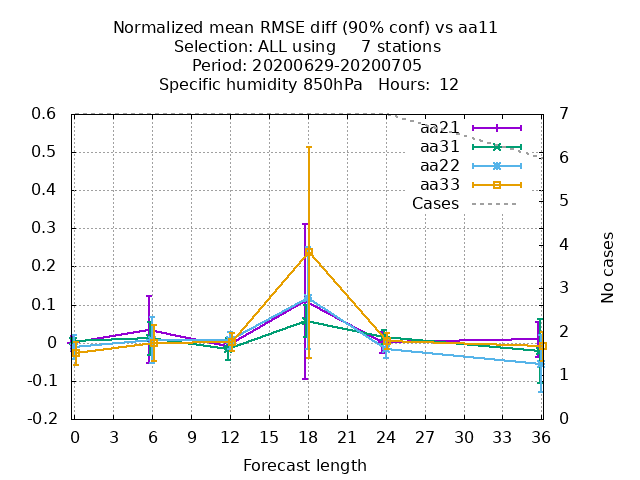 Normalized mean RMSE diff (90% conf) vs aa11
Selection: ALL using     7 stations
Period: 20200629-20200705
Specific humidity 850hPa   Hours:  12
0.6
0.5
0.4
0.3
0.2
0.1
0
-0.1
-0.2
7
6
5
4
3
2
1
0
No cases
aa21
aa31
aa22
aa33
Cases
0 3 6 9 12 15 18 21 24 27 30 33 36
Forecast length